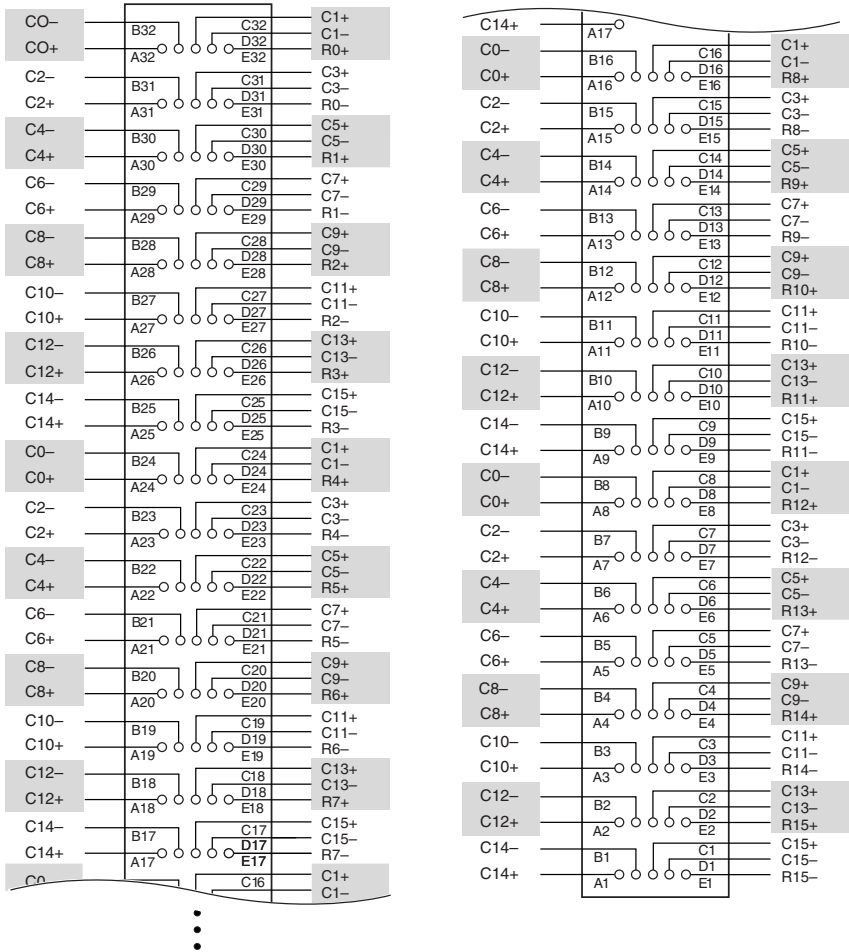 CO– B32 C32 C1+
D32 C1–
CO+ A32 E32 R0+
C2– B31 C31 C3+
D31 C3–
C2+ A31 E31 R0–
C4– B30 C30 C5+
D30 C5–
C4+ A30 E30 R1+
C6– B29 C29 C7+
D29 C7–
C6+ A29 E29 R1–
C8– B28 C28 C9+
D28 C9–
C8+ A28 E28 R2+
C10– B27 C27 C11+
D27 C11–
C10+ A27 E27 R2–
C12– B26 C26 C13+
D26 C13–
C12+ A26 E26 R3+
C14– B25 C25 C15+
D25 C15–
C14+ A25 E25 R3–
C0– B24 C24 C1+
D24 C1–
C0+ A24 E24 R4+
C2– B23 C23 C3+
D23 C3–
C2+ A23 E23 R4–
C4– B22 C22 C5+
D22 C5–
C4+ A22 E22 R5+
C6– B21 C21 C7+
D21 C7–
C6+ A21 E21 R5–
C8– B20 C20 C9+
D20 C9–
C8+ A20 E20 R6+
C10– B19 C19 C11+
D19 C11–
C10+ A19 E19 R6–
C12– B18 C18 C13+
D18 C13–
C12+ A18 E18 R7+
C14– B17 C17 C15+
D17 C15–
C14+ A17 E17 R7–
C0 C16 C1+
C1–
C14+ A17
C0– B16 C16 C1+
D16 C1–
C0+ A16 E16 R8+
C2– B15 C15 C3+
D15 C3–
C2+ A15 E15 R8–
C4– B14 C14 C5+
D14 C5–
C4+ A14 E14 R9+
C6– B13 C13 C7+
D13 C7–
C6+ A13 E13 R9–
C8– B12 C12 C9+
D12 C9–
C8+ A12 E12 R10+
C10– B11 C11 C11+
D11 C11–
C10+ A11 E11 R10–
C12– B10 C10 C13+
D10 C13–
C12+ A10 E10 R11+
C14– B9 C9 C15+
D9 C15–
C14+ A9 E9 R11–
C0– B8 C8 C1+
D8 C1–
C0+ A8 E8 R12+
C2– B7 C7 C3+
D7 C3–
C2+ A7 E7 R12–
C4– B6 C6 C5+
D6 C5–
C4+ A6 E6 R13+
C6– B5 C5 C7+
D5 C7–
C6+ A5 E5 R13–
C8– B4 C4 C9+
D4 C9–
C8+ A4 E4 R14+
C10– B3 C3 C11+
D3 C11–
C10+ A3 E3 R14–
C12– B2 C2 C13+
D2 C13–
C12+ A2 E2 R15+
C14– B1 C1 C15+
D1 C15–
C14+ A1 E1 R15–